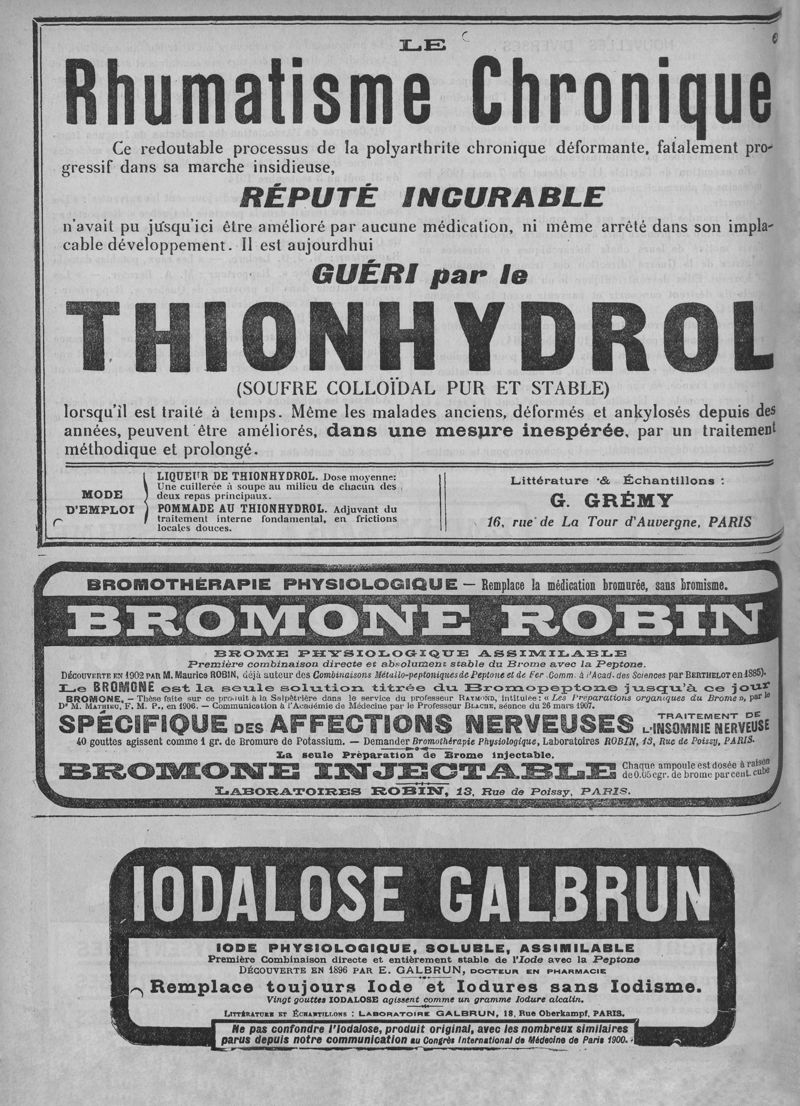 LE
Rhumatisme Chronique
Ce redoutable processus de la polyarthrite chronique déformante, fatalement pro-
gressif dans sa marche insidieuse,
RÉPUTÉ INCURABLE
n'avait pu jusqu'ici être amélioré par aucune médication, ni même arrêté dans son impla-
cable développement. Il est aujourdhui
GUÉRI par le
THIONHYDROL
(SOUFRE COLLOÏDAL PUR ET STABLE)
lorsqu'il est traité à temps. Même les malades anciens, déformés et ankylosés depuis des
années, peuvent être améliorés, dans une mesure inespérée, par un traitement
méthodique et prolongé.
MODE
D'EMPLOI
LIQUEUR DE THIONHYDROL. Dose moyenne:
Une cuillerée à soupe au milieu de chacun des
deux repas principaux.
POMMADE AU THIONHYDROL. Adjuvant du
traitement interne fondamental, en frictions
locales douces.
Littérature & Échantillons :
G. GRÉMY
16, rue de La Tour d'Auvergne, PARIS
BROMOTHÉRAPIE PHYSIOLOGIQUE — Remplace la médication bromurée, sans bromisme.
BROMONE ROBIN
BROME PHYSIOLOGIQUE ASSIMILABLE
Première combinaison directe et absolument stable du Brome avec la Peptone.
DÉCOUVERTE EN 1902 PAR M. Maurice ROBIN, déjà auteur des Combinaisons Métallo-peptoniques de Peptone et de Fer. Comm. à l'Acad. des Sciences par BERTHELOT en 1885).
Le BROMONE est la seule solution titrée du Bromopeptone jusqu'à ce jour
BROMONE, — Thèse faite sur ce produit à la Salpêtrière dans le service du professeur RAYMOND, intitulée : « Les Preparations organiques du Brome », par le
Dr M. MATHIEU, F. M. P., en 1906. — Communication à l'Académie de Médecine par le Professeur BLACHE, séance du 26 mars 1907.
SPÉCIFIQUE DES AFFECTIONS NERVEUSES
TRAITEMENT DE
L'INSOMNIE NERVEUSE
40 gouttes agissent comme 1 gr. de Bromure de Potassium. — Demander Bromothérapie Physiologique, Laboratoires ROBIN, 13, Rue de Poissy, PARIS.
La seule Préparation de Brome injectable.
BROMONE INJECTABLE
Chaque ampoule est dosée à raison
de 0.05 cgr. de brome par cent. cube
LABORATOIRES ROBIN, 13, Rue de Poissy, PARIS.
IODALOSE GALBRUN
IODE PHYSIOLOGIQUE, SOLUBLE, ASSIMILABLE
Première Combinaison directe et entièrement stable de l'Iode avec la Peptone
DÉCOUVERTE EN 1896 PAR E. GALBRUN, DOCTEUR EN PHARMACIE
Remplace toujours Iode et Iodures sans Iodisme.
Vingt gouttes IODALOSE agissent comme un gramme Iodure alcalin.
LITTÉRATURE ET ÉCHANTILLONS : LABORATOIRE GALBRUN, 18, Rue Oberkampf, PARIS.
Ne pas confondre l'Iodalose, produit original, avec les nombreux similaires
parus depuis notre communication au Congrès International de Médecine de Paris 1900.